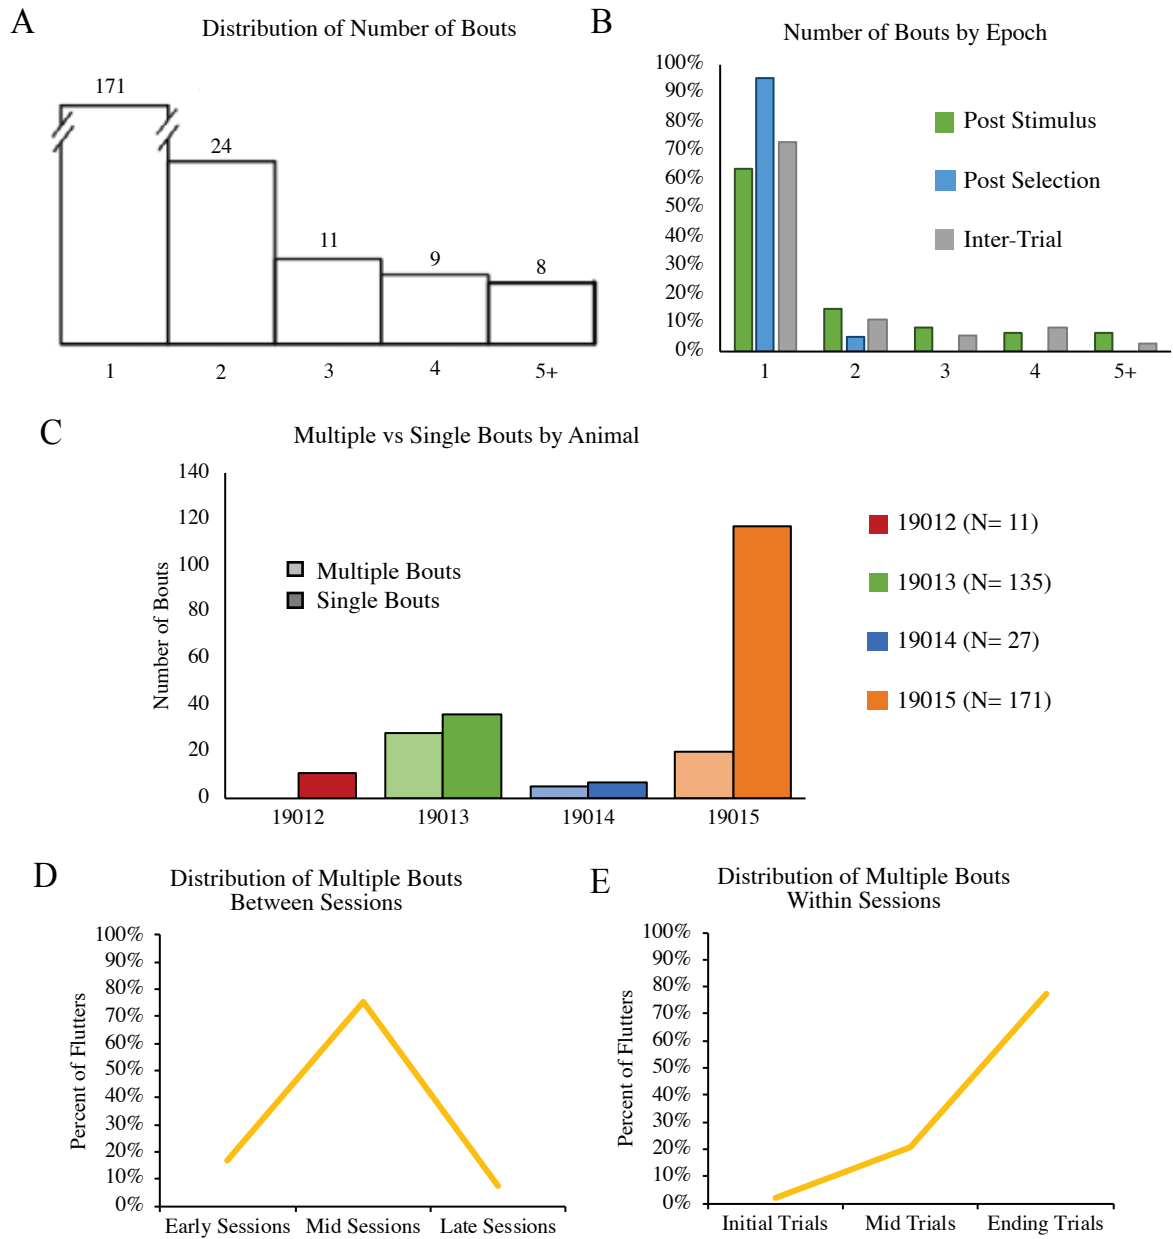 A
Distribution of Number of Bouts
171
24
11
9
8
1
2
3
4
5+
B
Number of Bouts by Epoch
100%
90%
80%
70%
60%
50%
40%
30%
20%
10%
0%
Post Stimulus
Post Selection
Inter-Trial
1
2
3
4
5+
C
Multiple vs Single Bouts by Animal
Number of Bouts
140
120
100
80
60
40
20
0
Multiple Bouts
Single Bouts
19012
19013
19014
19015
19012 (N= 11)
19013 (N= 135)
19014 (N= 27)
19015 (N= 171)
D
Distribution of Multiple Bouts
Between Sessions
Percent of Flutters
100%
90%
80%
70%
60%
50%
40%
30%
20%
10%
0%
Early Sessions
Mid Sessions
Late Sessions
E
Distribution of Multiple Bouts
Within Sessions
Percent of Flutters
100%
90%
80%
70%
60%
50%
40%
30%
20%
10%
0%
Initial Trials
Mid Trials
Ending Trials